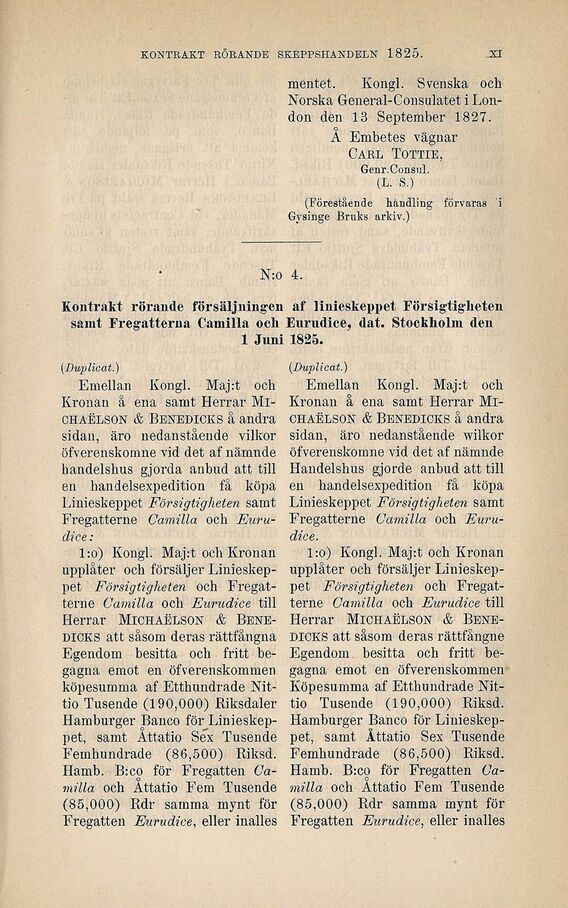 KONTRAKT RÖRANDE SKEPPSHANDELN 1825.
XI
mentet. Kongl. Svenska och
Norska General-Consulatet i Lon-
don den 13 September 1827.
Å Embetes vägnar
CARL TOTTIE,
Genr.Consul.
(L. S.)
(Förestående handling förvaras i
Gysinge Bruks arkiv.)
N:o 4.
Kontrakt rörande försäljningen af linieskeppet Försigtigheten
samt Fregatterna Camilla och Eurudice, dat. Stockholm den
1 Juni 1825.
(Duplicat.)
Emellan Kongl. Maj:t och
Kronan å ena samt Herrar MI-
CHAËLSON & BENEDICKS å andra
sidan, äro nedanstående vilkor
öfverenskomne vid det af nämnde
handelshus gjorda anbud att till
en handelsexpedition få köpa
Linieskeppet Försigtigheten samt
Fregatterne Camilla och Euru-
dice:
1:o) Kongl. Maj:t och Kronan
upplåter och försäljer Linieskep-
pet Försigtigheten och Fregat-
terne Camilla och Eurudice till
Herrar MICHAËLSON & BENE-
DICKS att såsom deras rättfångna
Egendom besitta och fritt be-
gagna emot en öfverenskommen
köpesumma af Etthundrade Nit-
tio Tusende (190,000) Riksdaler
Hamburger Banco för Linieskep-
pet, samt Åttatio Sex Tusende
Femhundrade (86,500) Riksd.
Hamb. B:co för Fregatten Ca-
milla och Åttatio Fem Tusende
(85,000) Rdr samma mynt för
Fregatten Eurudice, eller inalles
(Duplicat.)
Emellan Kongl. Maj:t och
Kronan å ena samt Herrar MI-
CHAËLSON & BENEDICKS å andra
sidan, äro nedanstående wilkor
öfverenskomne vid det af nämnde
Handelshus gjorde anbud att till
en handelsexpedition få köpa
Linieskeppet Försigtigheten samt
Fregatterne Camilla och Euru-
dice.
1:o) Kongl. Maj:t och Kronan
upplåter och försäljer Linieskep-
pet Försigtigheten och Fregat-
terne Camilla och Eurudice till
Herrar MICHAËLSON & BENE-
DICKS att såsom deras rättfångne
Egendom besitta och fritt be-
gagna emot en öfverenskommen
Köpesumma af Etthundrade Nit-
tio Tusende (190,000) Riksd.
Hamburger Banco för Linieskep-
pet, samt Åttatio Sex Tusende
Femhundrade (86,500) Riksd.
Hamb. B:co för Fregatten Ca-
milla och Åttatio Fem Tusende
(85,000) Rdr samma mynt för
Fregatten Eurudice, eller inalles